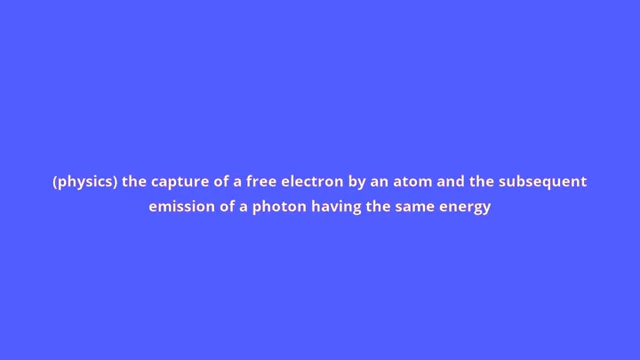 (physics) the capture of a free electron by an atom and the subsequent
emission of a photon having the same energy